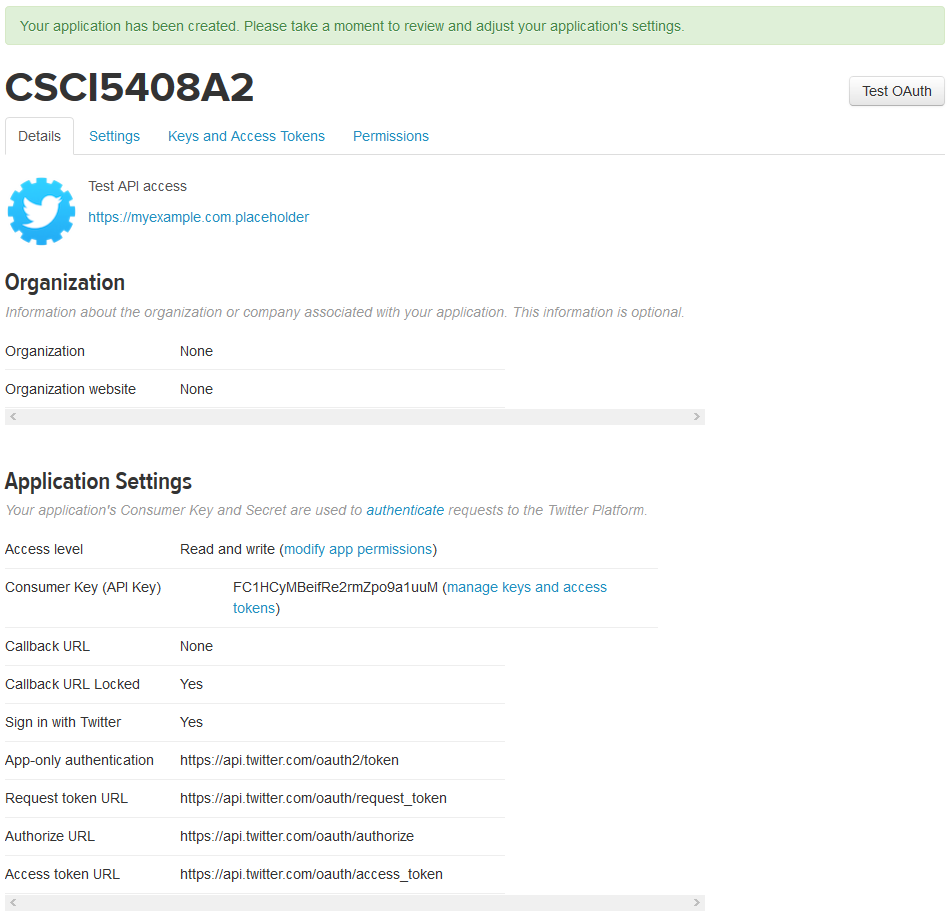 Your application has been created. Please take a moment to review and adjust your application's settings.
CSCI5408A2
Test OAuth
Details Settings Keys and Access Tokens Permissions
Test API access
https://myexample.com.placeholder
Organization
Information about the organization or company associated with your application. This information is optional.
Organization None
Organization website None
Application Settings
Your application's Consumer Key and Secret are used to authenticate requests to the Twitter Platform.
Access level Read and write (modify app permissions)
Consumer Key (API Key) FC1HCyMBeifRe2rmZpo9a1uuM (manage keys and access
tokens)
Callback URL None
Callback URL Locked Yes
Sign in with Twitter Yes
App-only authentication https://api.twitter.com/oauth2/token
Request token URL https://api.twitter.com/oauth/request_token
Authorize URL https://api.twitter.com/oauth/authorize
Access token URL https://api.twitter.com/oauth/access_token